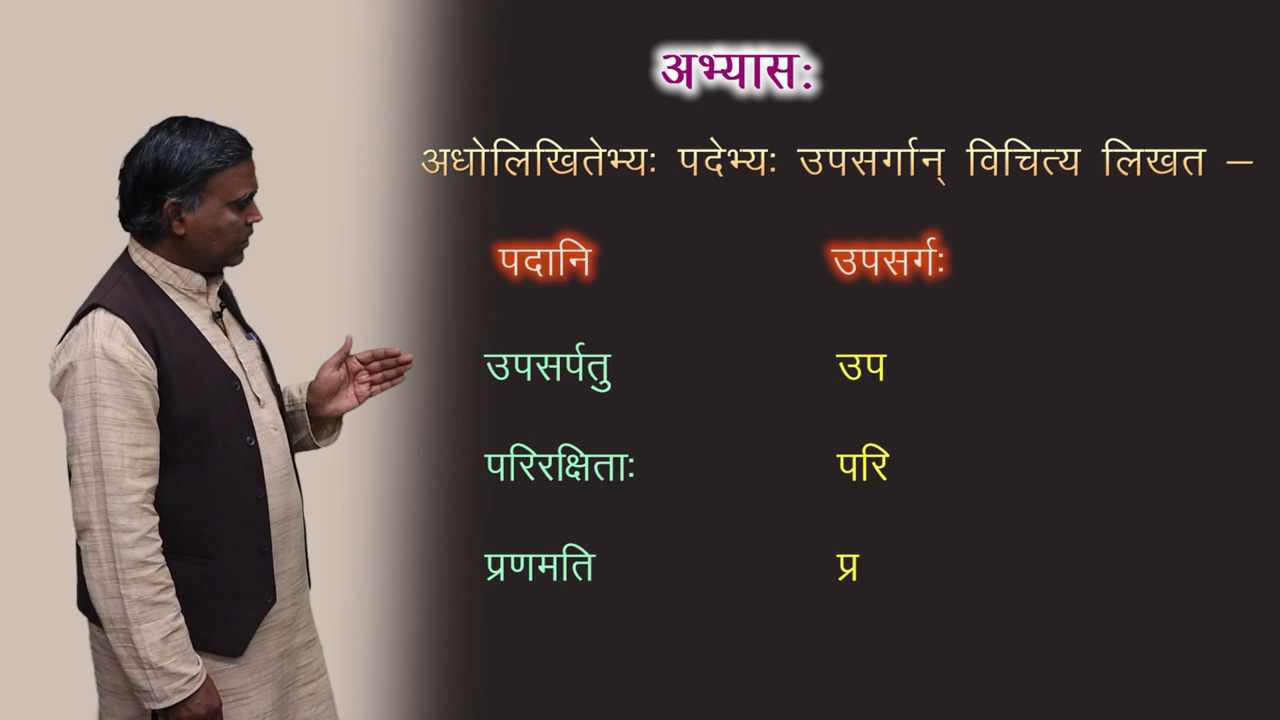 अभ्यासः
अधोलिखितेभ्यः पदेभ्यः उपसर्गान् विचित्य लिखत –
पदानि उपसर्गः
उपसर्पतु उप
परिरक्षिताः परि
प्रणमति प्र